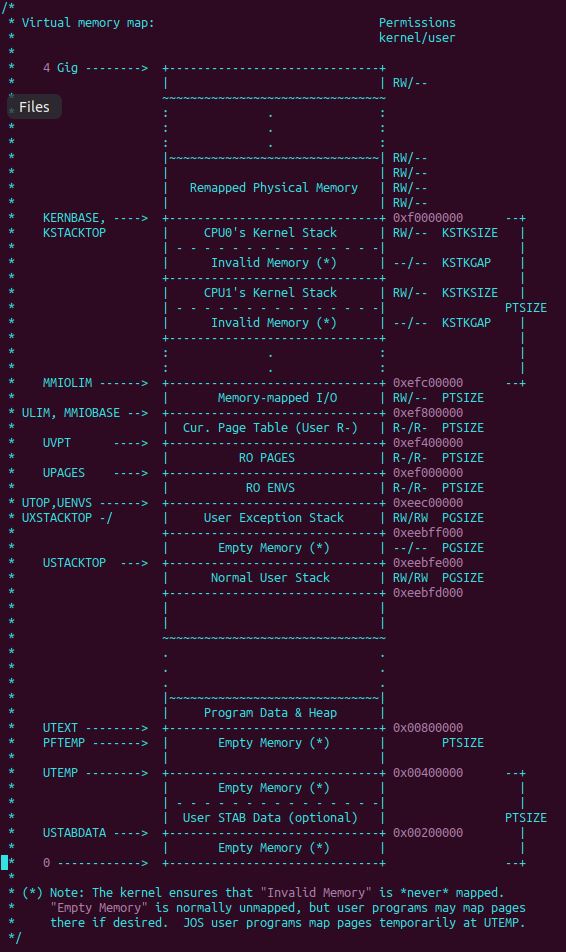 /*
 * Virtual memory map:                                Permissions
 *                                                    kernel/user
 *
 *    4 Gig -------->  +------------------------------+
 *                     |                              | RW/--
 *                     ~~~~~~~~~~~~~~~~~~~~~~~~~~~~~~~~
Files                   :              .               :
 *                     :              .               :
 *                     :              .               :
 *                     |~~~~~~~~~~~~~~~~~~~~~~~~~~~~~~| RW/--
 *                     |                              | RW/--
 *                     |   Remapped Physical Memory   | RW/--
 *                     |                              | RW/--
 *    KERNBASE, ---->  +------------------------------+ 0xf0000000      --+
 *    KSTACKTOP        |     CPU0's Kernel Stack      | RW/--  KSTKSIZE   |
 *                     | - - - - - - - - - - - - - - -|                   |
 *                     |      Invalid Memory (*)      | --/--  KSTKGAP    |
 *                     +------------------------------+                   |
 *                     |     CPU1's Kernel Stack      | RW/--  KSTKSIZE   |
 *                     | - - - - - - - - - - - - - - -|                 PTSIZE
 *                     |      Invalid Memory (*)      | --/--  KSTKGAP    |
 *                     +------------------------------+                   |
 *                     :              .               :                   |
 *                     :              .               :                   |
 *    MMIOLIM ------>  +------------------------------+ 0xefc00000      --+
 *                     |       Memory-mapped I/O      | RW/--  PTSIZE
 * ULIM, MMIOBASE -->  +------------------------------+ 0xef800000
 *                     |  Cur. Page Table (User R-)   | R-/R-  PTSIZE
 *    UVPT      ---->  +------------------------------+ 0xef400000
 *                     |          RO PAGES            | R-/R-  PTSIZE
 *    UPAGES    ---->  +------------------------------+ 0xef000000
 *                     |           RO ENVS            | R-/R-  PTSIZE
 * UTOP,UENVS ------>  +------------------------------+ 0xeec00000
 * UXSTACKTOP -/       |     User Exception Stack     | RW/RW  PGSIZE
 *                     +------------------------------+ 0xeebff000
 *                     |       Empty Memory (*)       | --/--  PGSIZE
 *    USTACKTOP  --->  +------------------------------+ 0xeebfe000
 *                     |      Normal User Stack       | RW/RW  PGSIZE
 *                     +------------------------------+ 0xeebfd000
 *                     |                              |
 *                     |                              |
 *                     ~~~~~~~~~~~~~~~~~~~~~~~~~~~~~~~~
 *                     .                              .
 *                     .                              .
 *                     .                              .
 *                     |~~~~~~~~~~~~~~~~~~~~~~~~~~~~~~|
 *                     |     Program Data & Heap      |
 *    UTEXT -------->  +------------------------------+ 0x00800000
 *    PFTEMP ------->  |       Empty Memory (*)       |        PTSIZE
 *                     |                              |
 *    UTEMP -------->  +------------------------------+ 0x00400000      --+
 *                     |       Empty Memory (*)       |                   |
 *                     | - - - - - - - - - - - - - - -|                   |
 *                     |  User STAB Data (optional)   |                 PTSIZE
 *    USTABDATA ---->  +------------------------------+ 0x00200000        |
 *                     |       Empty Memory (*)       |                   |
 *    0 ------------>  +------------------------------+                 --+
 *
 * (*) Note: The kernel ensures that "Invalid Memory" is *never* mapped.
 *     "Empty Memory" is normally unmapped, but user programs may map pages
 *     there if desired.  JOS user programs map pages temporarily at UTEMP.
 */